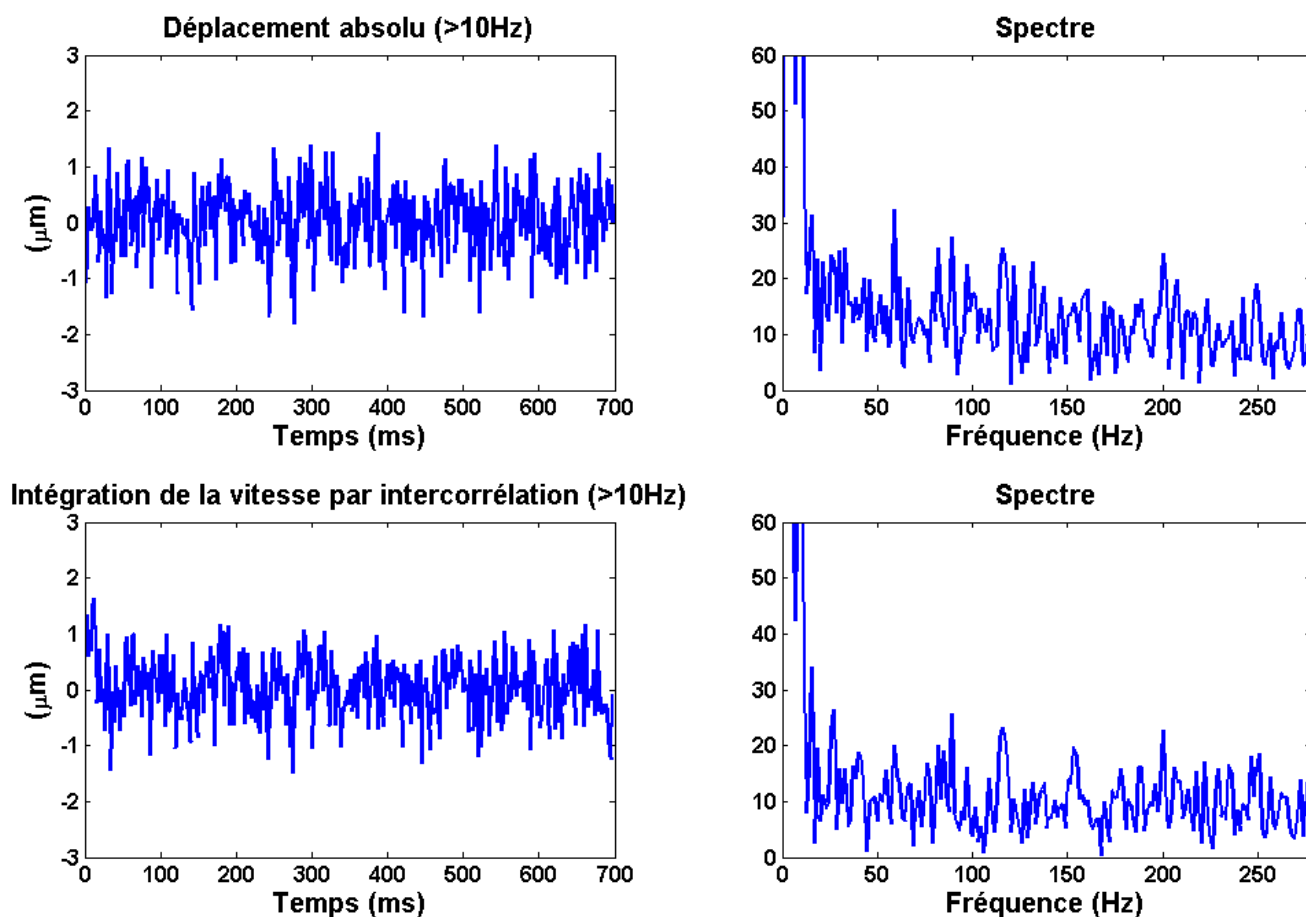 Déplacement absolu (>10Hz)
3
2
1
0
-1
-2
-3
(μm)
0 100 200 300 400 500 600 700
Temps (ms)
Spectre
60
50
40
30
20
10
0
0 50 100 150 200 250
Fréquence (Hz)
Intégration de la vitesse par intercorrélation (>10Hz)
3
2
1
0
-1
-2
-3
(μm)
0 100 200 300 400 500 600 700
Temps (ms)
Spectre
60
50
40
30
20
10
0
0 50 100 150 200 250
Fréquence (Hz)